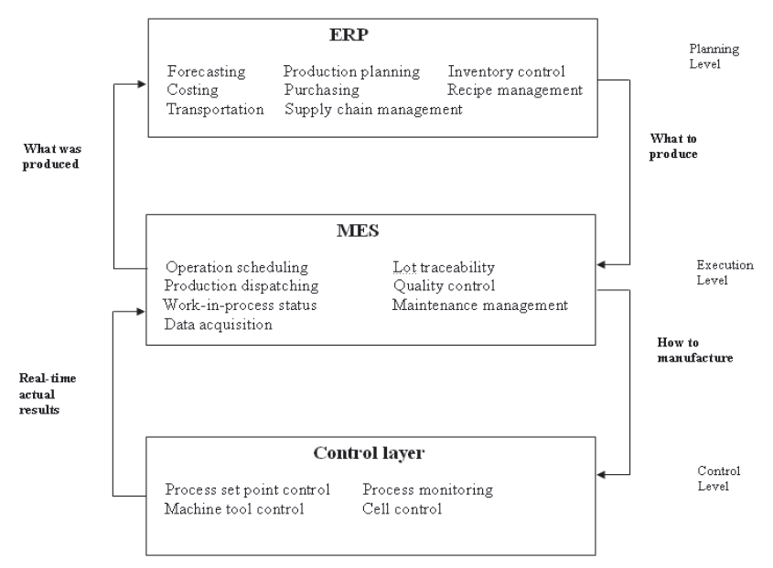 ERP
Planning
Level
Forecasting Production planning Inventory control
Costing Purchasing Recipe management
Transportation Supply chain management
What was
produced
What to
produce
MES
Operation scheduling Lot traceability
Production dispatching Quality control
Work-in-process status Maintenance management
Data acquisition
Execution
Level
How to
manufacture
Real-time
actual
results
Control layer
Process set point control Process monitoring
Machine tool control Cell control
Control
Level